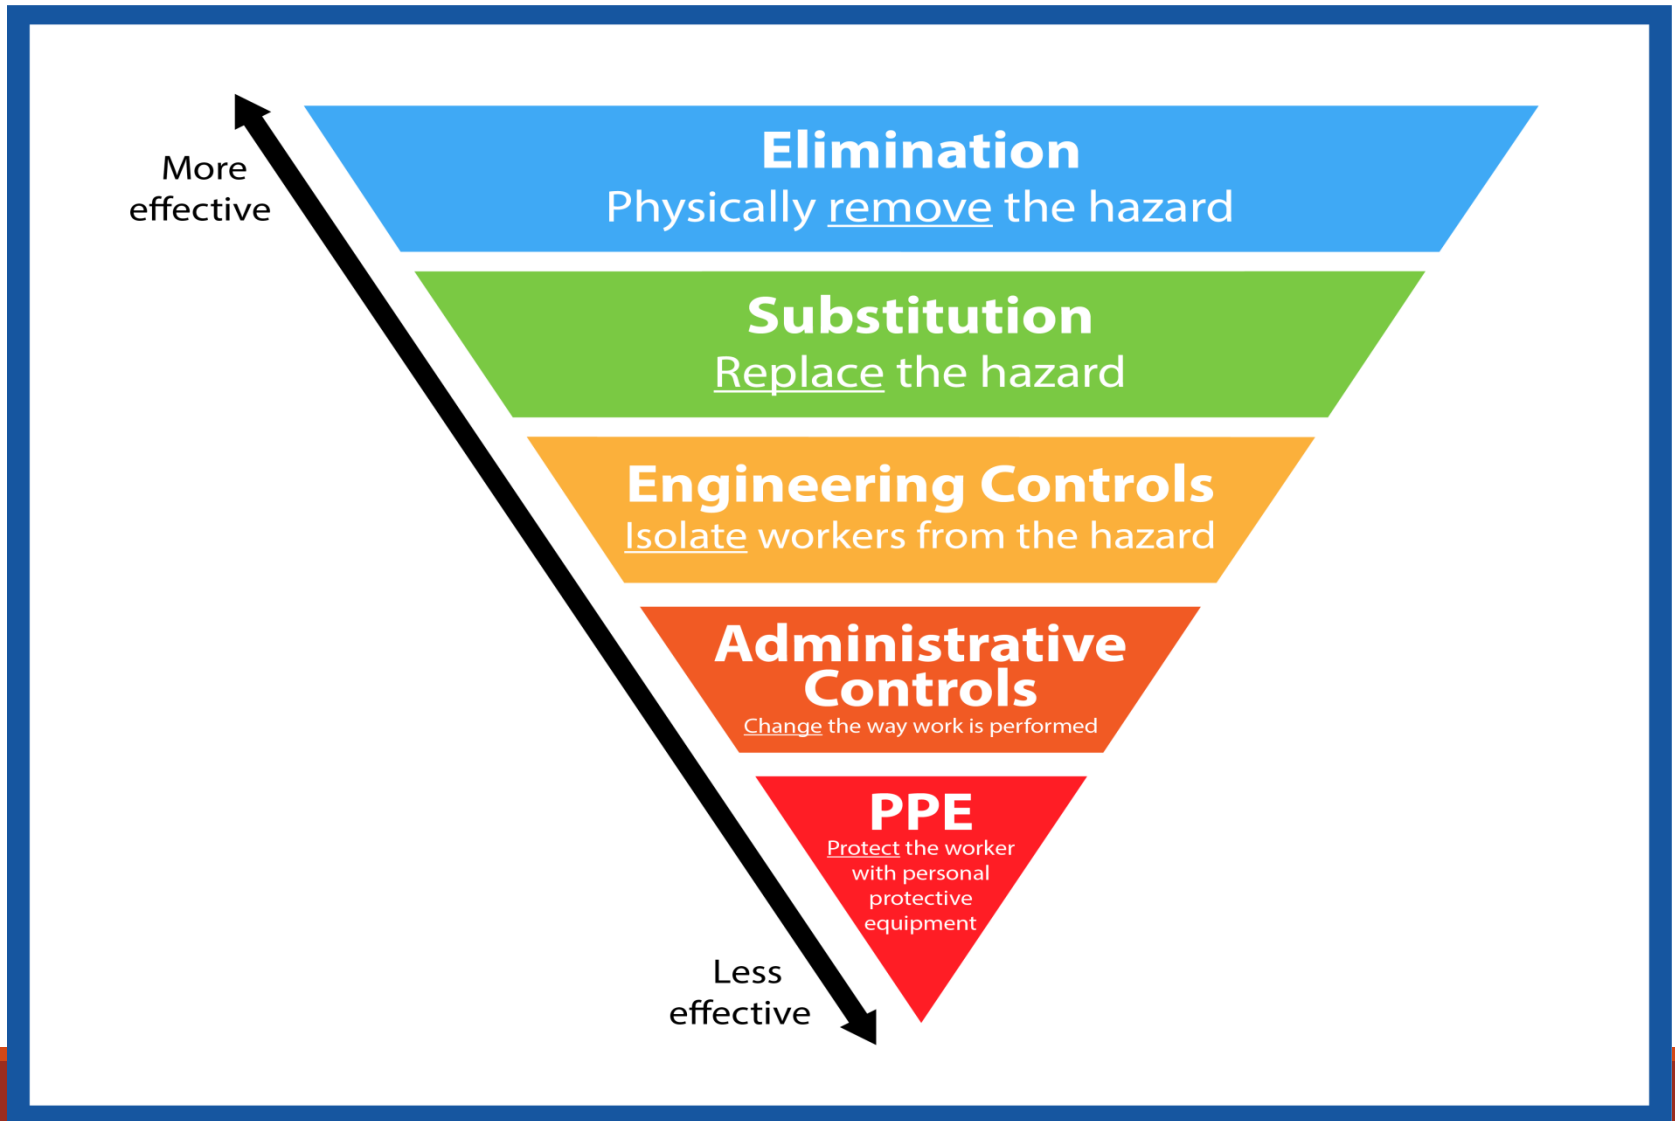 More
effective
Elimination
Physically remove the hazard
Substitution
Replace the hazard
Engineering Controls
Isolate workers from the hazard
Administrative
Controls
Change the way work is performed
PPE
Protect the worker
with personal
protective
equipment
Less
effective